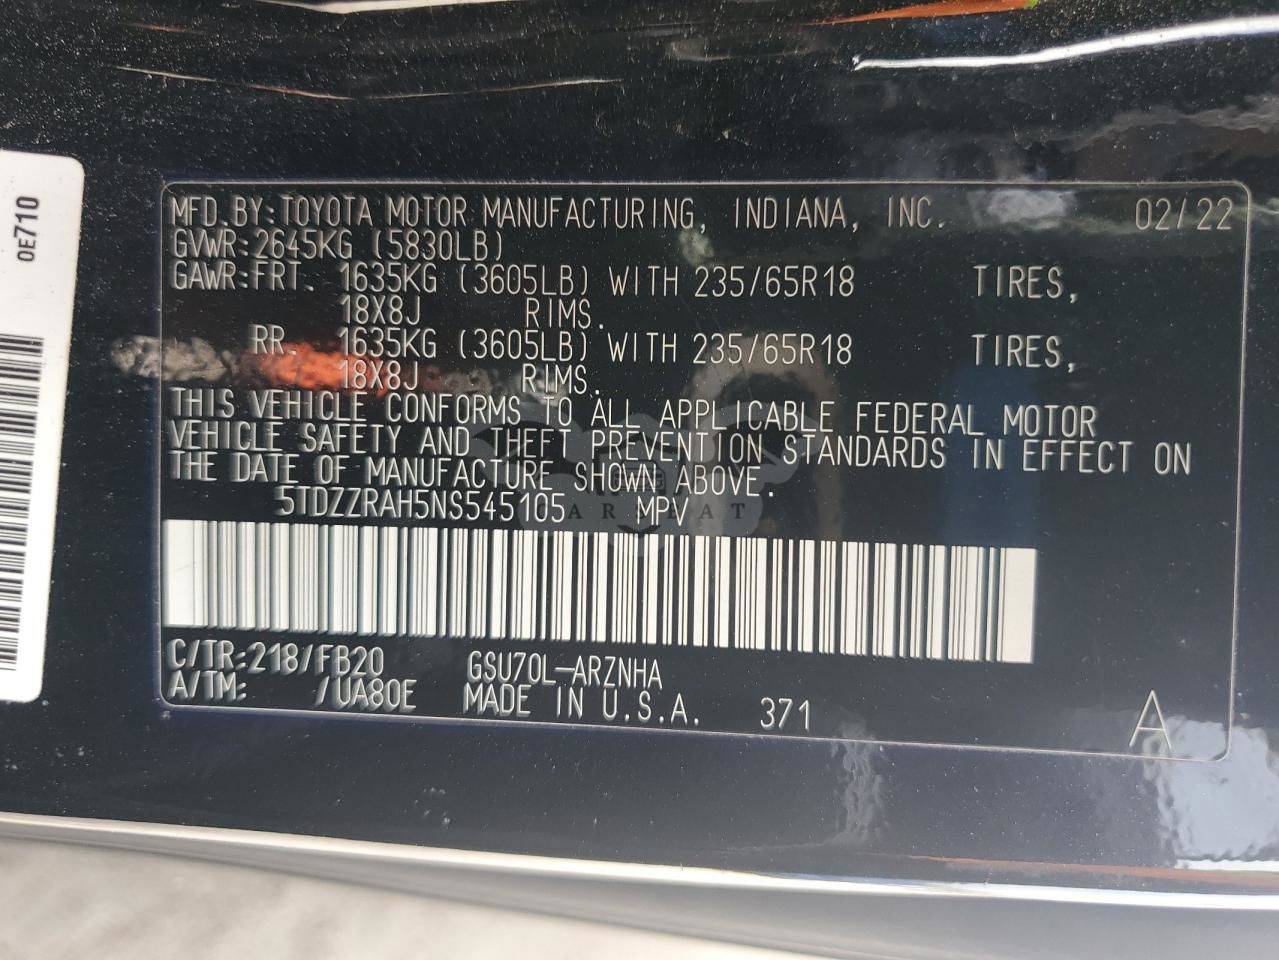 0E710
MFD.BY:TOYOTA MOTOR MANUFACTURING, INDIANA, INC. 02/22
GVWR:2645KG (5830LB)
GAWR:FRT. 1635KG (3605LB) WITH 235/65R18 TIRES,
18X8J RIMS.
RR. 1635KG (3605LB) WITH 235/65R18 TIRES,
18X8J RIMS.
THIS VEHICLE CONFORMS TO ALL APPLICABLE FEDERAL MOTOR
VEHICLE SAFETY AND THEFT PREVENTION STANDARDS IN EFFECT ON
THE DATE OF MANUFACTURE SHOWN ABOVE.
5TDZZRAH5NS545105 MPV
CARSEAT
C/TR:218/FB20 GSU70L-ARZNHA
A/TM: /UA80E MADE IN U.S.A. 371 A